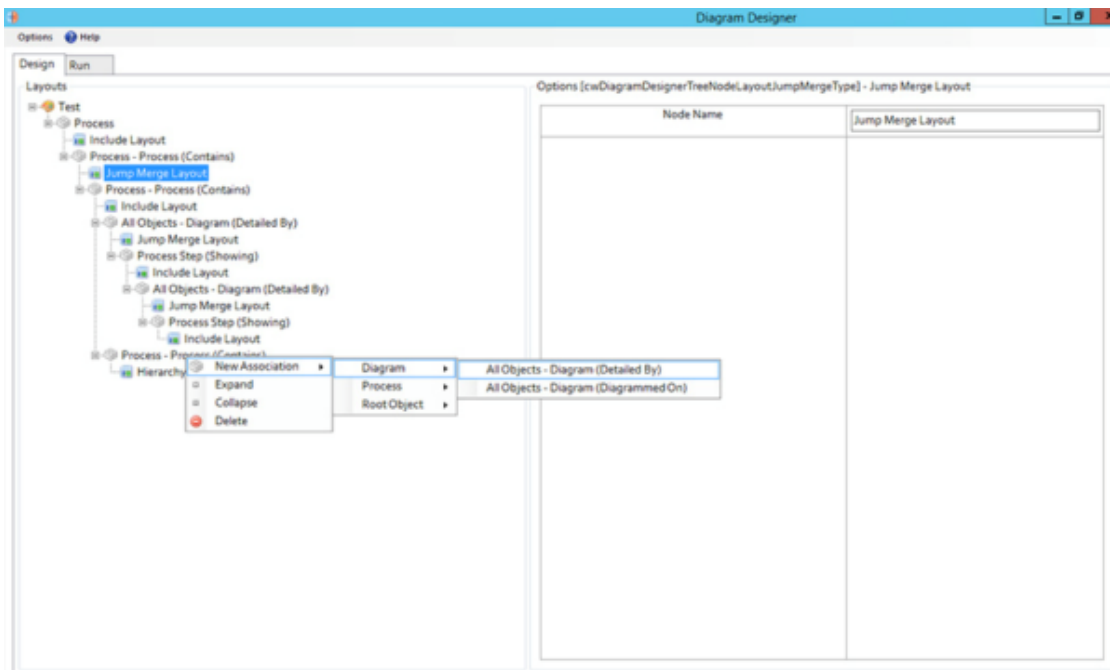 Diagram Designer
Options Help
Design Run
Layouts
Options [cwDiagramDesignerTreeNodeLayoutJumpMergeType] - Jump Merge Layout
Test
Node Name
Jump Merge Layout
Process
Include Layout
Process - Process (Contains)
Jump Merge Layout
Process - Process (Contains)
Include Layout
All Objects - Diagram (Detailed By)
Jump Merge Layout
Process Step (Showing)
Include Layout
All Objects - Diagram (Detailed By)
Jump Merge Layout
Process Step (Showing)
Include Layout
Process - Process (Contains)
Hierarchy
New Association
Expand
Collapse
Delete
Diagram
Process
Root Object
All Objects - Diagram (Detailed By)
All Objects - Diagram (Diagrammed On)